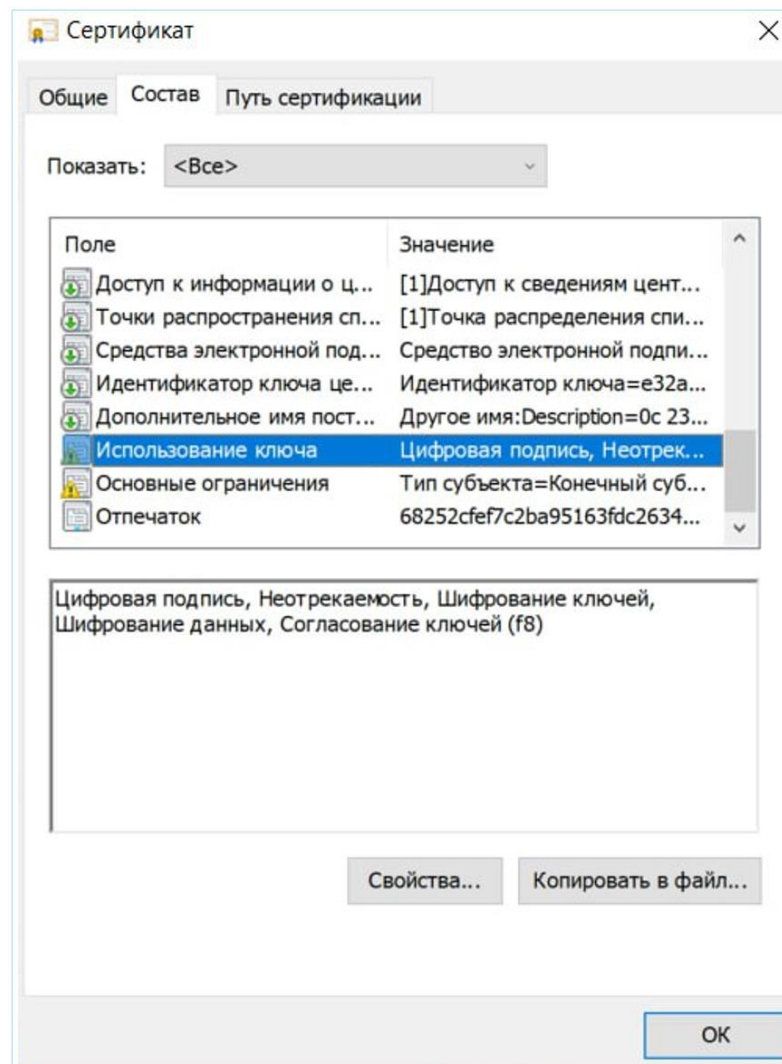 Сертификат
Общие Состав Путь сертификации
Показать: <Все>
Поле Значение
Доступ к информации о ц... [1]Доступ к сведениям цент...
Точки распространения сп... [1]Точка распределения спи...
Средства электронной под... Средство электронной подпи...
Идентификатор ключа це... Идентификатор ключа=e32a...
Дополнительное имя пост... Другое имя:Description=0c 23...
Использование ключа Цифровая подпись, Неотрек...
Основные ограничения Тип субъекта=Конечный суб...
Отпечаток 68252cfef7c2ba95163fdc2634...
Цифровая подпись, Неотрекаемость, Шифрование ключей,
Шифрование данных, Согласование ключей (f8)
Свойства... Копировать в файл...
ОК